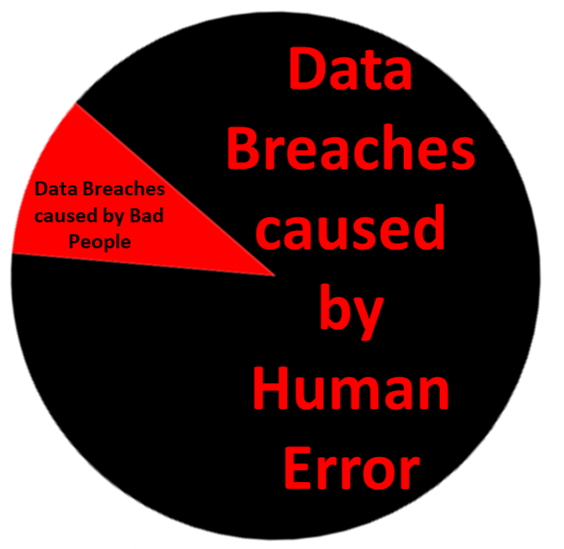 Data
Breaches
caused
by
Human
Error
Data Breaches
caused by Bad
People